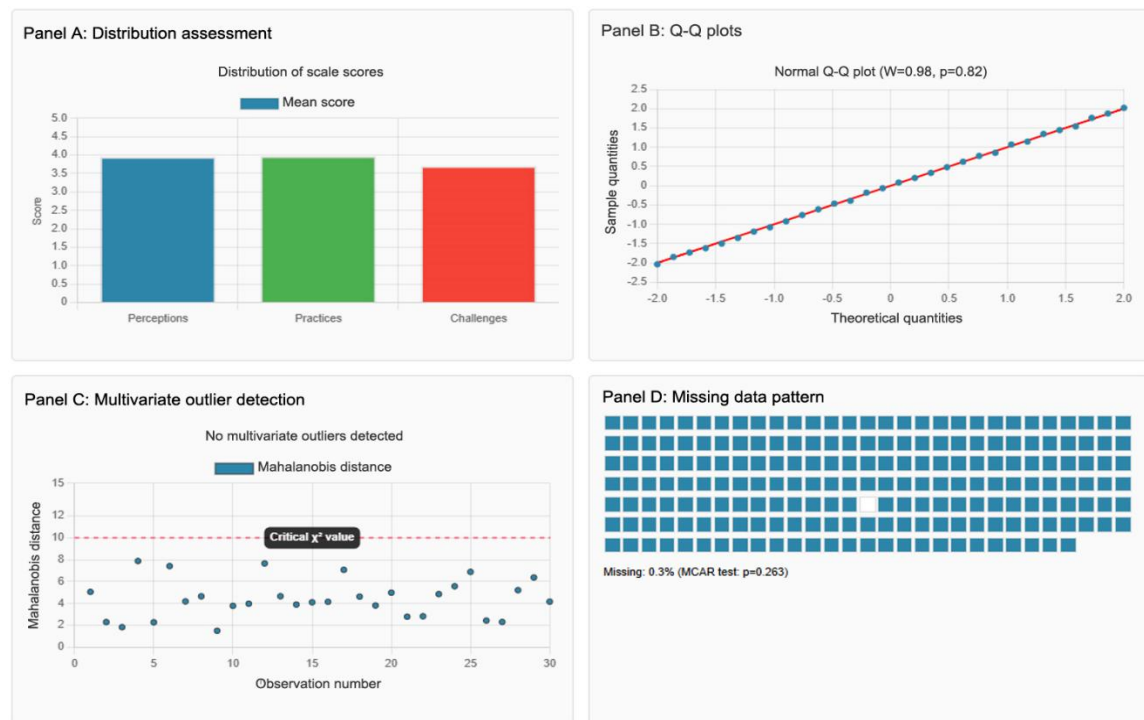 Panel A: Distribution assessment
Distribution of scale scores
Mean score
5.0
4.5
4.0
3.5
3.0
2.5
2.0
1.5
1.0
0.5
0
Score
Perceptions Practices Challenges
Panel B: Q-Q plots
Normal Q-Q plot (W=0.98, p=0.82)
2.5
2.0
1.5
1.0
0.5
0
-0.5
-1.0
-1.5
-2.0
-2.5
Sample quantities
-2.0 -1.5 -1.0 -0.5 0 0.5 1.0 1.5 2.0
Theoretical quantities
Panel C: Multivariate outlier detection
No multivariate outliers detected
Mahalanobis distance
15
12
10
8
6
4
2
0
Critical χ² value
Mahalanobis distance
0 5 10 15 20 25 30
Observation number
Panel D: Missing data pattern
Missing: 0.3% (MCAR test: p=0.263)